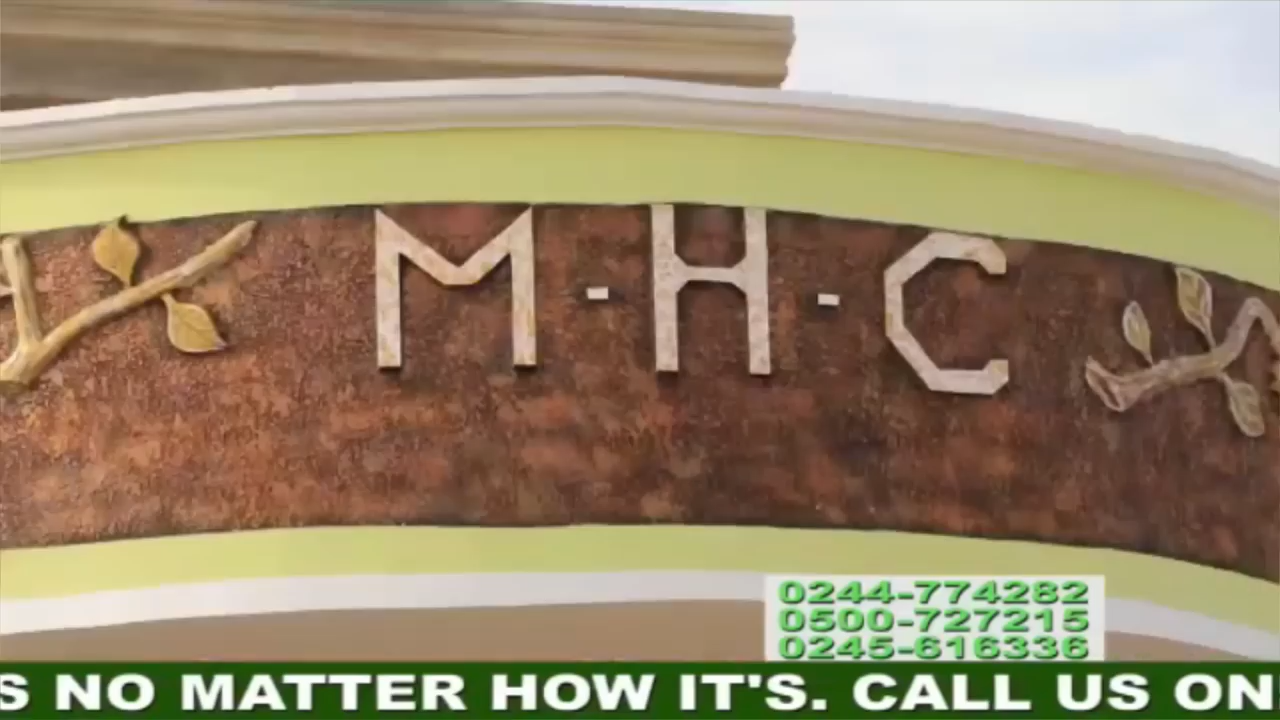 M-H-C
0244-774282
0500-727215
0245-616336
S NO MATTER HOW IT'S. CALL US ON